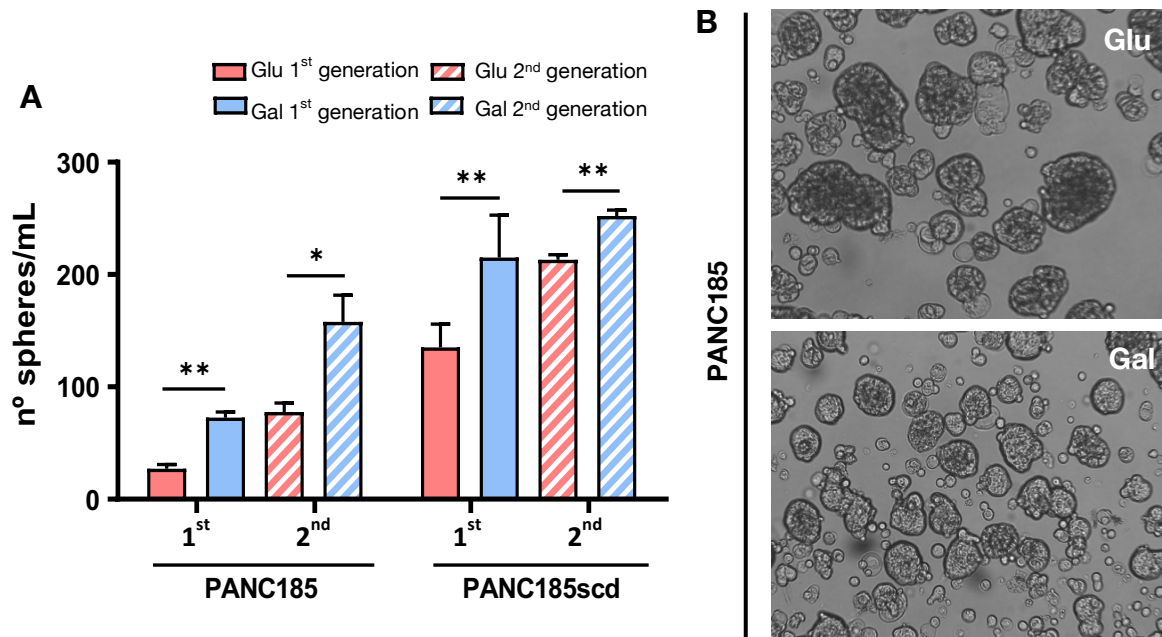 A
Glu 1st generation
Glu 2nd generation
Gal 1st generation
Gal 2nd generation
nº spheres/mL
300
200
100
0
**
*
**
**
1st
2nd
1st
2nd
PANC185
PANC185scd
B
PANC185
Glu
Gal